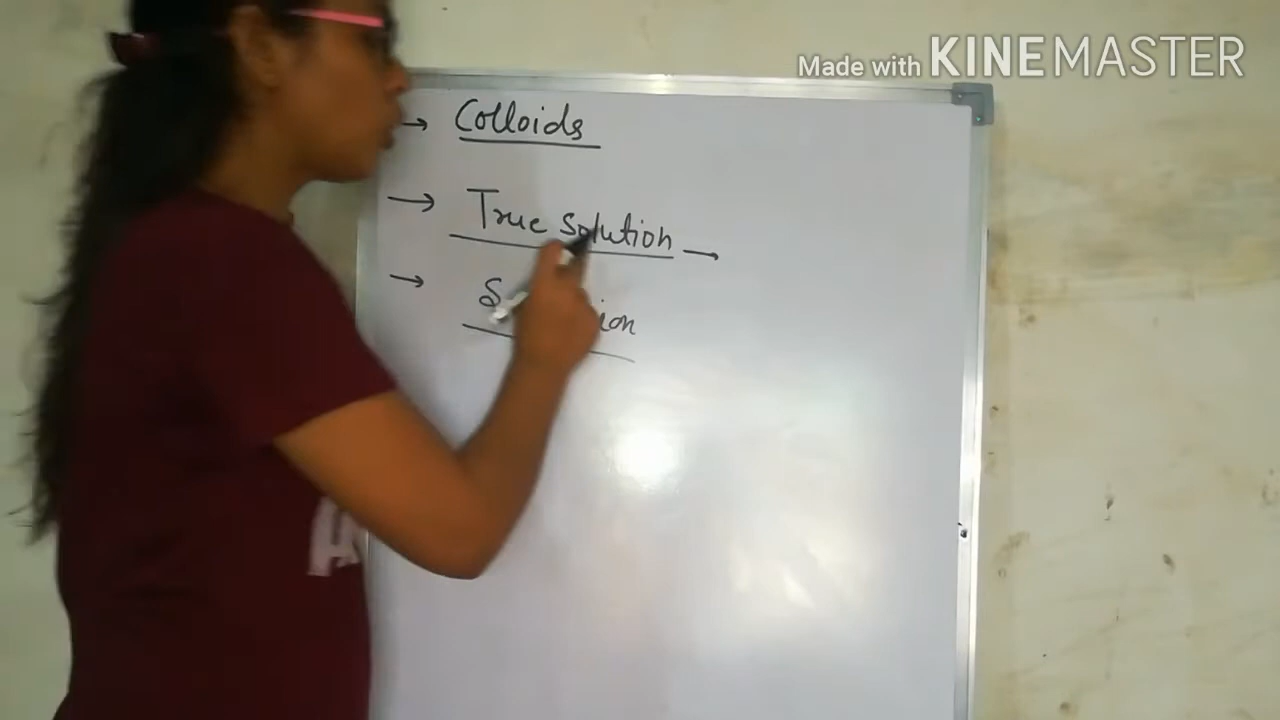 Made with KINEMASTER
→ Colloids
→ True solution →
→